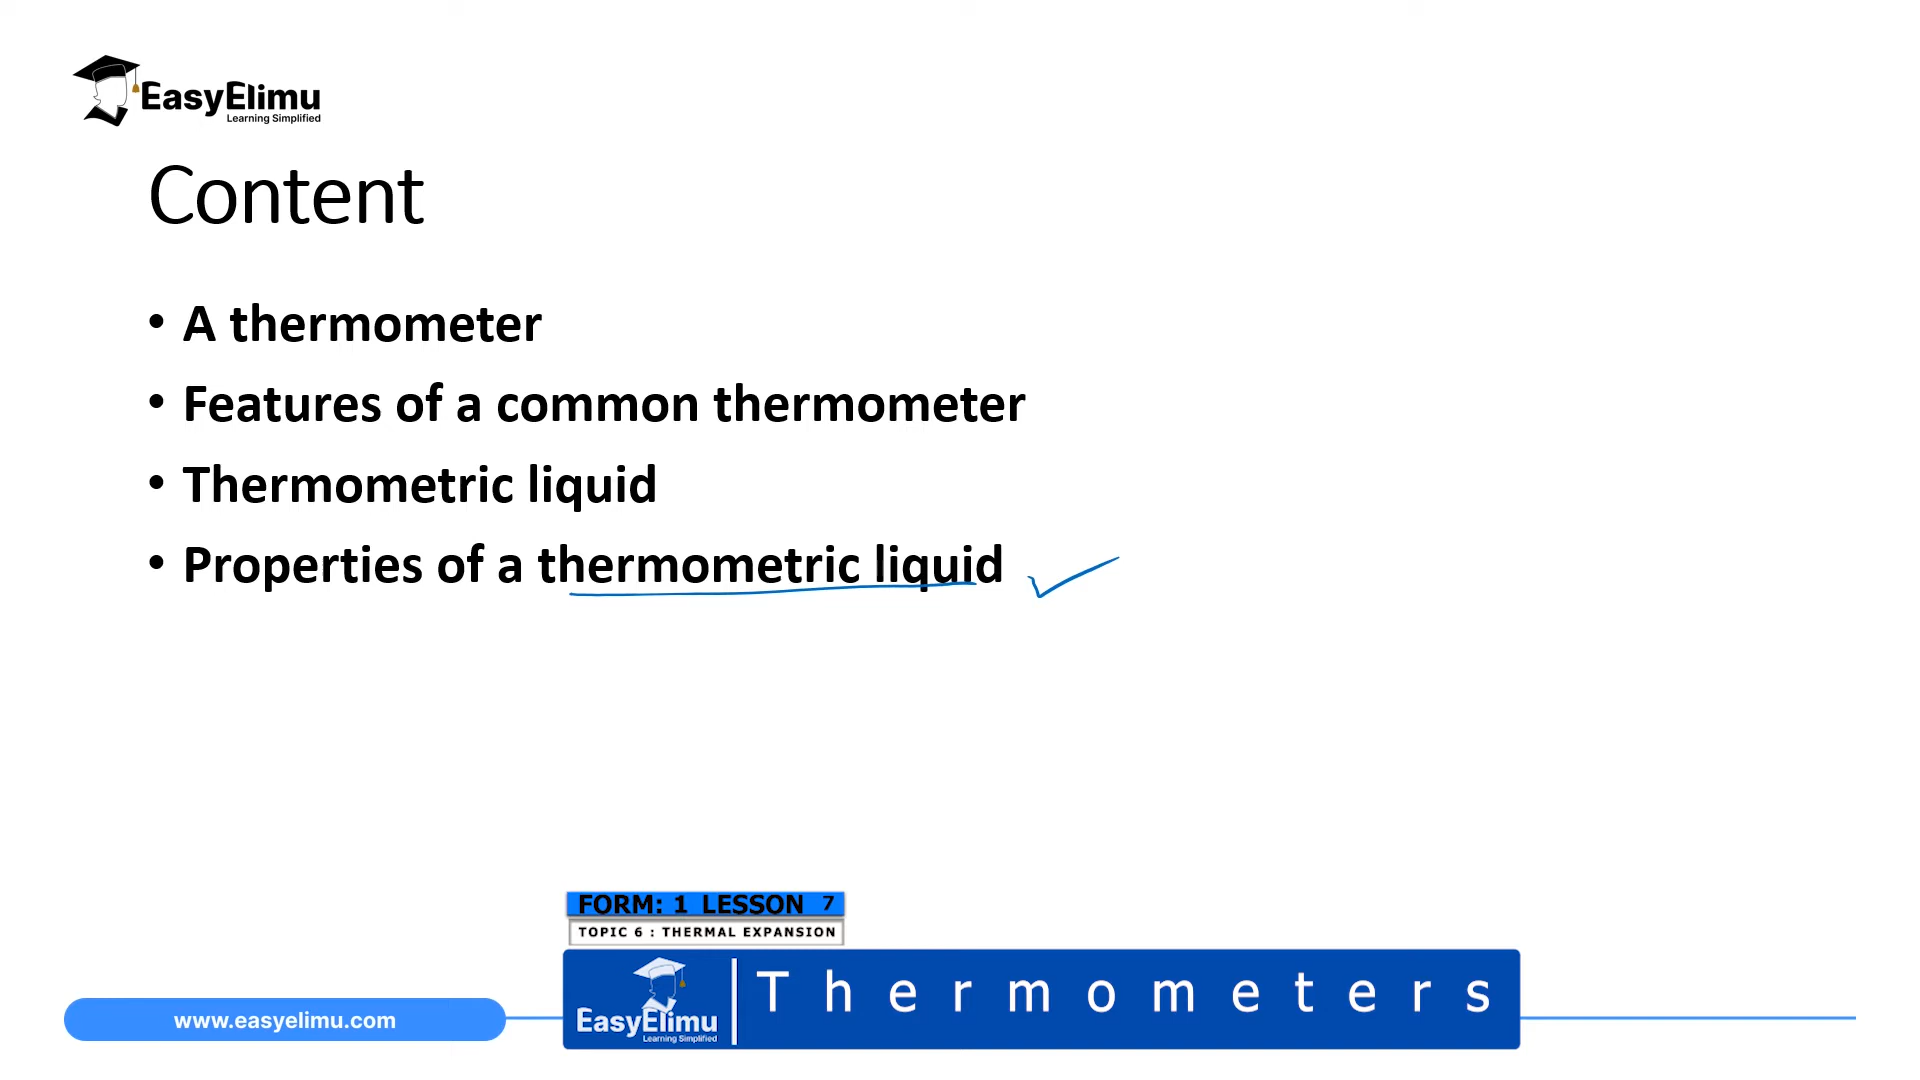 EasyElimu
Learning Simplified
Content
• A thermometer
• Features of a common thermometer
• Thermometric liquid
• Properties of a thermometric liquid
FORM: 1 LESSON 7
TOPIC 6 : THERMAL EXPANSION
EasyElimu
Learning Simplified
Thermometers
www.easyelimu.com